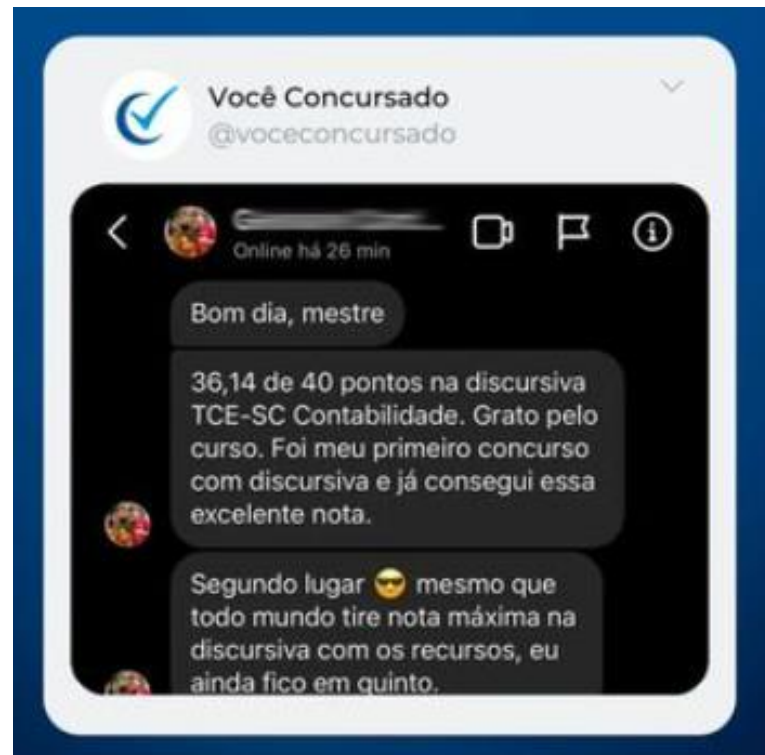 Você Concursado
@voceconcursado
Online há 26 min
Bom dia, mestre
36,14 de 40 pontos na discursiva
TCE-SC Contabilidade. Grato pelo
curso. Foi meu primeiro concurso
com discursiva e já consegui essa
excelente nota.
Segundo lugar 😎 mesmo que
todo mundo tire nota máxima na
discursiva com os recursos, eu
ainda fico em quinto.